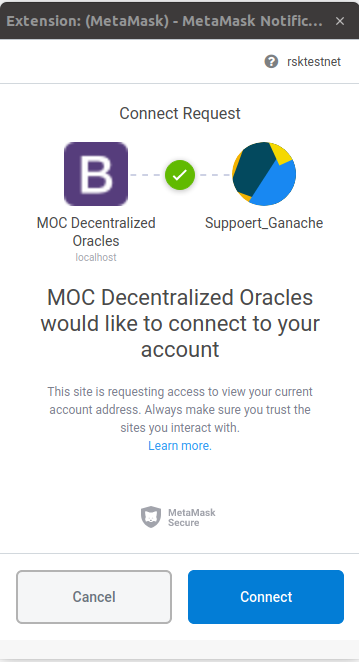 Extension: (MetaMask) - MetaMask Notific... ×
? rsktestnet
Connect Request
B
MOC Decentralized
Oracles
localhost
Suppoert_Ganache
MOC Decentralized Oracles
would like to connect to your
account
This site is requesting access to view your current
account address. Always make sure you trust the
sites you interact with.
Learn more.
MetaMask
Secure
Cancel
Connect